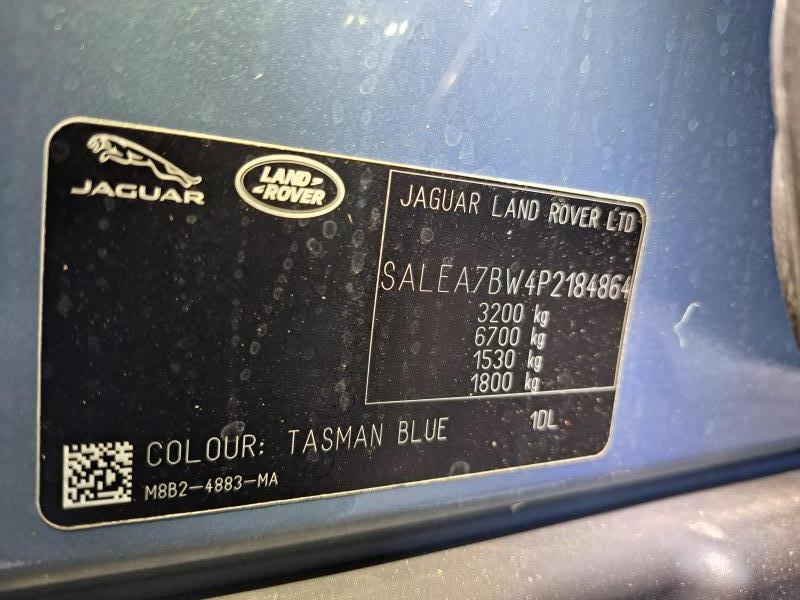 JAGUAR
LAND ROVER
JAGUAR LAND ROVER LTD
SALEA7BW4P2184864
3200 kg
6700 kg
1530 kg
1800 kg
COLOUR: TASMAN BLUE 1DL
M8B2-4883-MA